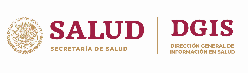 SALUD
SECRETARÍA DE SALUD
DGIS
DIRECCIÓN GENERAL DE
INFORMACIÓN EN SALUD